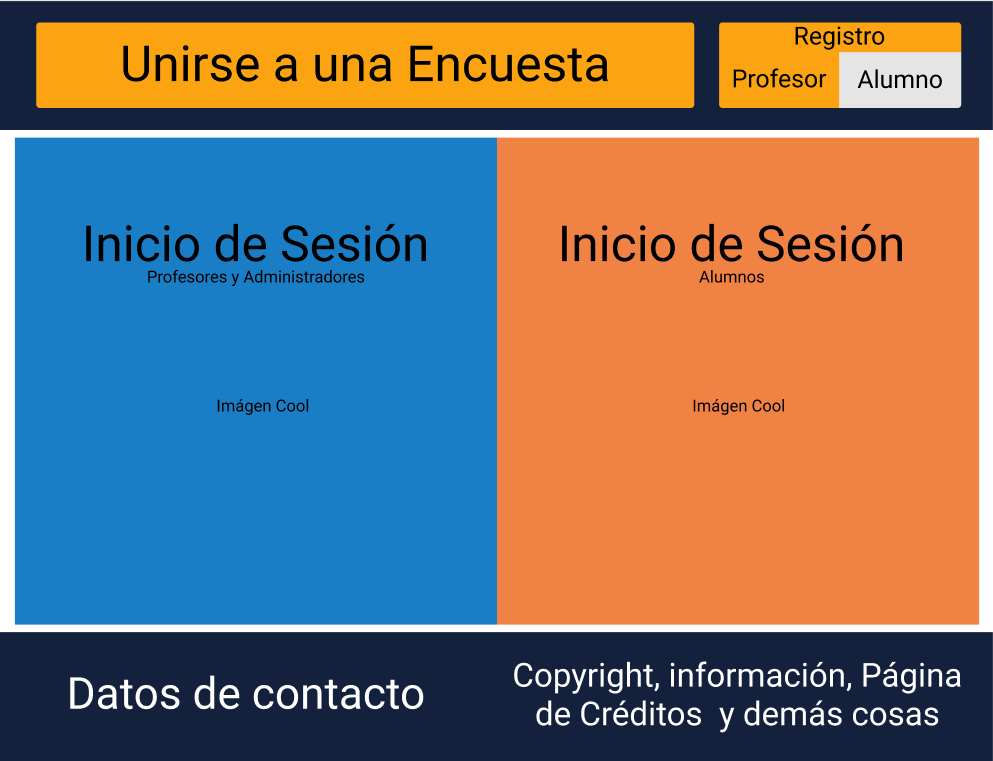 Unirse a una Encuesta
Registro
Profesor
Alumno
Inicio de Sesión
Profesores y Administradores
Imágen Cool
Inicio de Sesión
Alumnos
Imágen Cool
Datos de contacto
Copyright, información, Página
de Créditos  y demás cosas